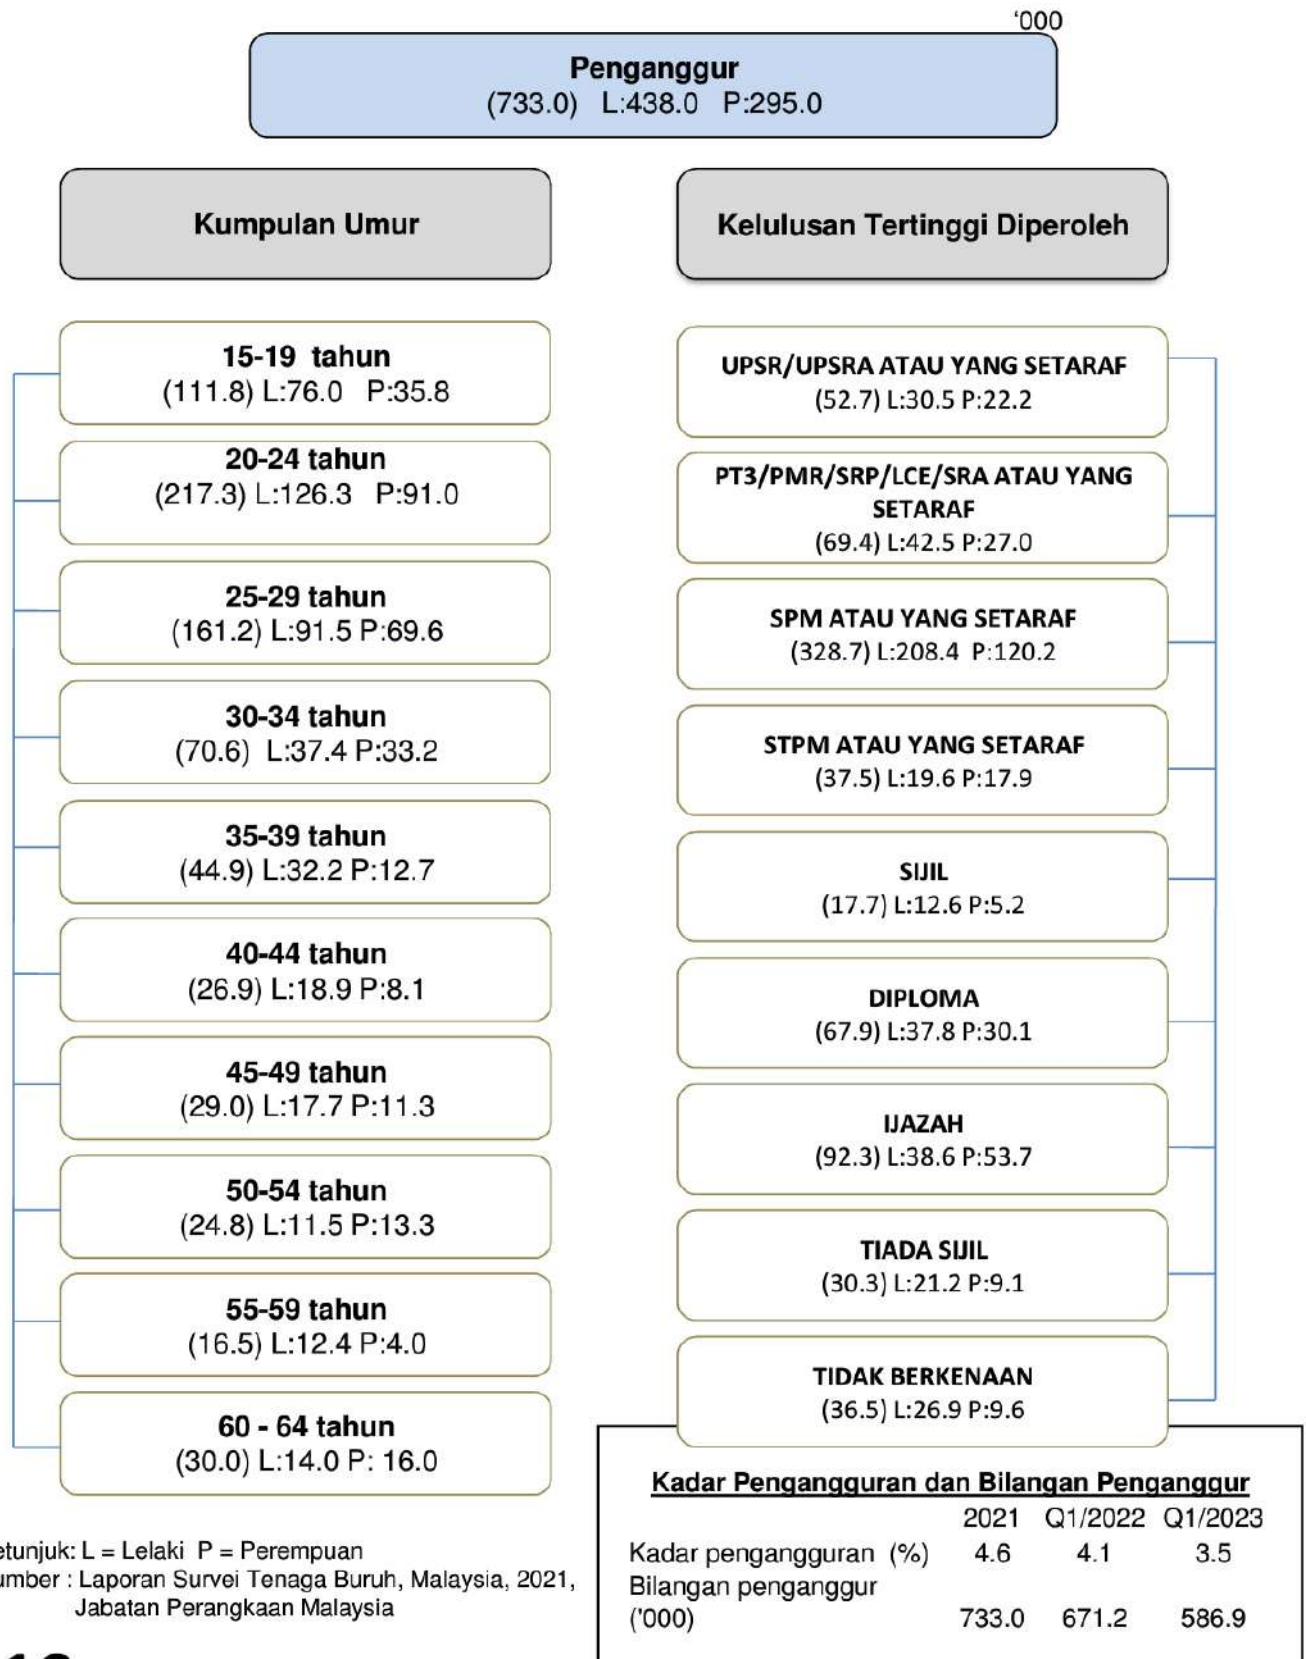 '000
Penganggur
(733.0) L:438.0 P:295.0
Kumpulan Umur
15-19 tahun
(111.8) L:76.0 P:35.8
20-24 tahun
(217.3) L:126.3 P:91.0
25-29 tahun
(161.2) L:91.5 P:69.6
30-34 tahun
(70.6) L:37.4 P:33.2
35-39 tahun
(44.9) L:32.2 P:12.7
40-44 tahun
(26.9) L:18.9 P:8.1
45-49 tahun
(29.0) L:17.7 P:11.3
50-54 tahun
(24.8) L:11.5 P:13.3
55-59 tahun
(16.5) L:12.4 P:4.0
60 - 64 tahun
(30.0) L:14.0 P: 16.0
Kelulusan Tertinggi Diperoleh
UPSR/UPSRA ATAU YANG SETARAF
(52.7) L:30.5 P:22.2
PT3/PMR/SRP/LCE/SRA ATAU YANG
SETARAF
(69.4) L:42.5 P:27.0
SPM ATAU YANG SETARAF
(328.7) L:208.4 P:120.2
STPM ATAU YANG SETARAF
(37.5) L:19.6 P:17.9
SIJIL
(17.7) L:12.6 P:5.2
DIPLOMA
(67.9) L:37.8 P:30.1
IJAZAH
(92.3) L:38.6 P:53.7
TIADA SIJIL
(30.3) L:21.2 P:9.1
TIDAK BERKENAAN
(36.5) L:26.9 P:9.6
Kadar Pengangguran dan Bilangan Penganggur
2021 Q1/2022 Q1/2023
Kadar pengangguran (%) 4.6 4.1 3.5
Bilangan penganggur
('000) 733.0 671.2 586.9
etunjuk: L = Lelaki P = Perempuan
umber : Laporan Survei Tenaga Buruh, Malaysia, 2021,
Jabatan Perangkaan Malaysia